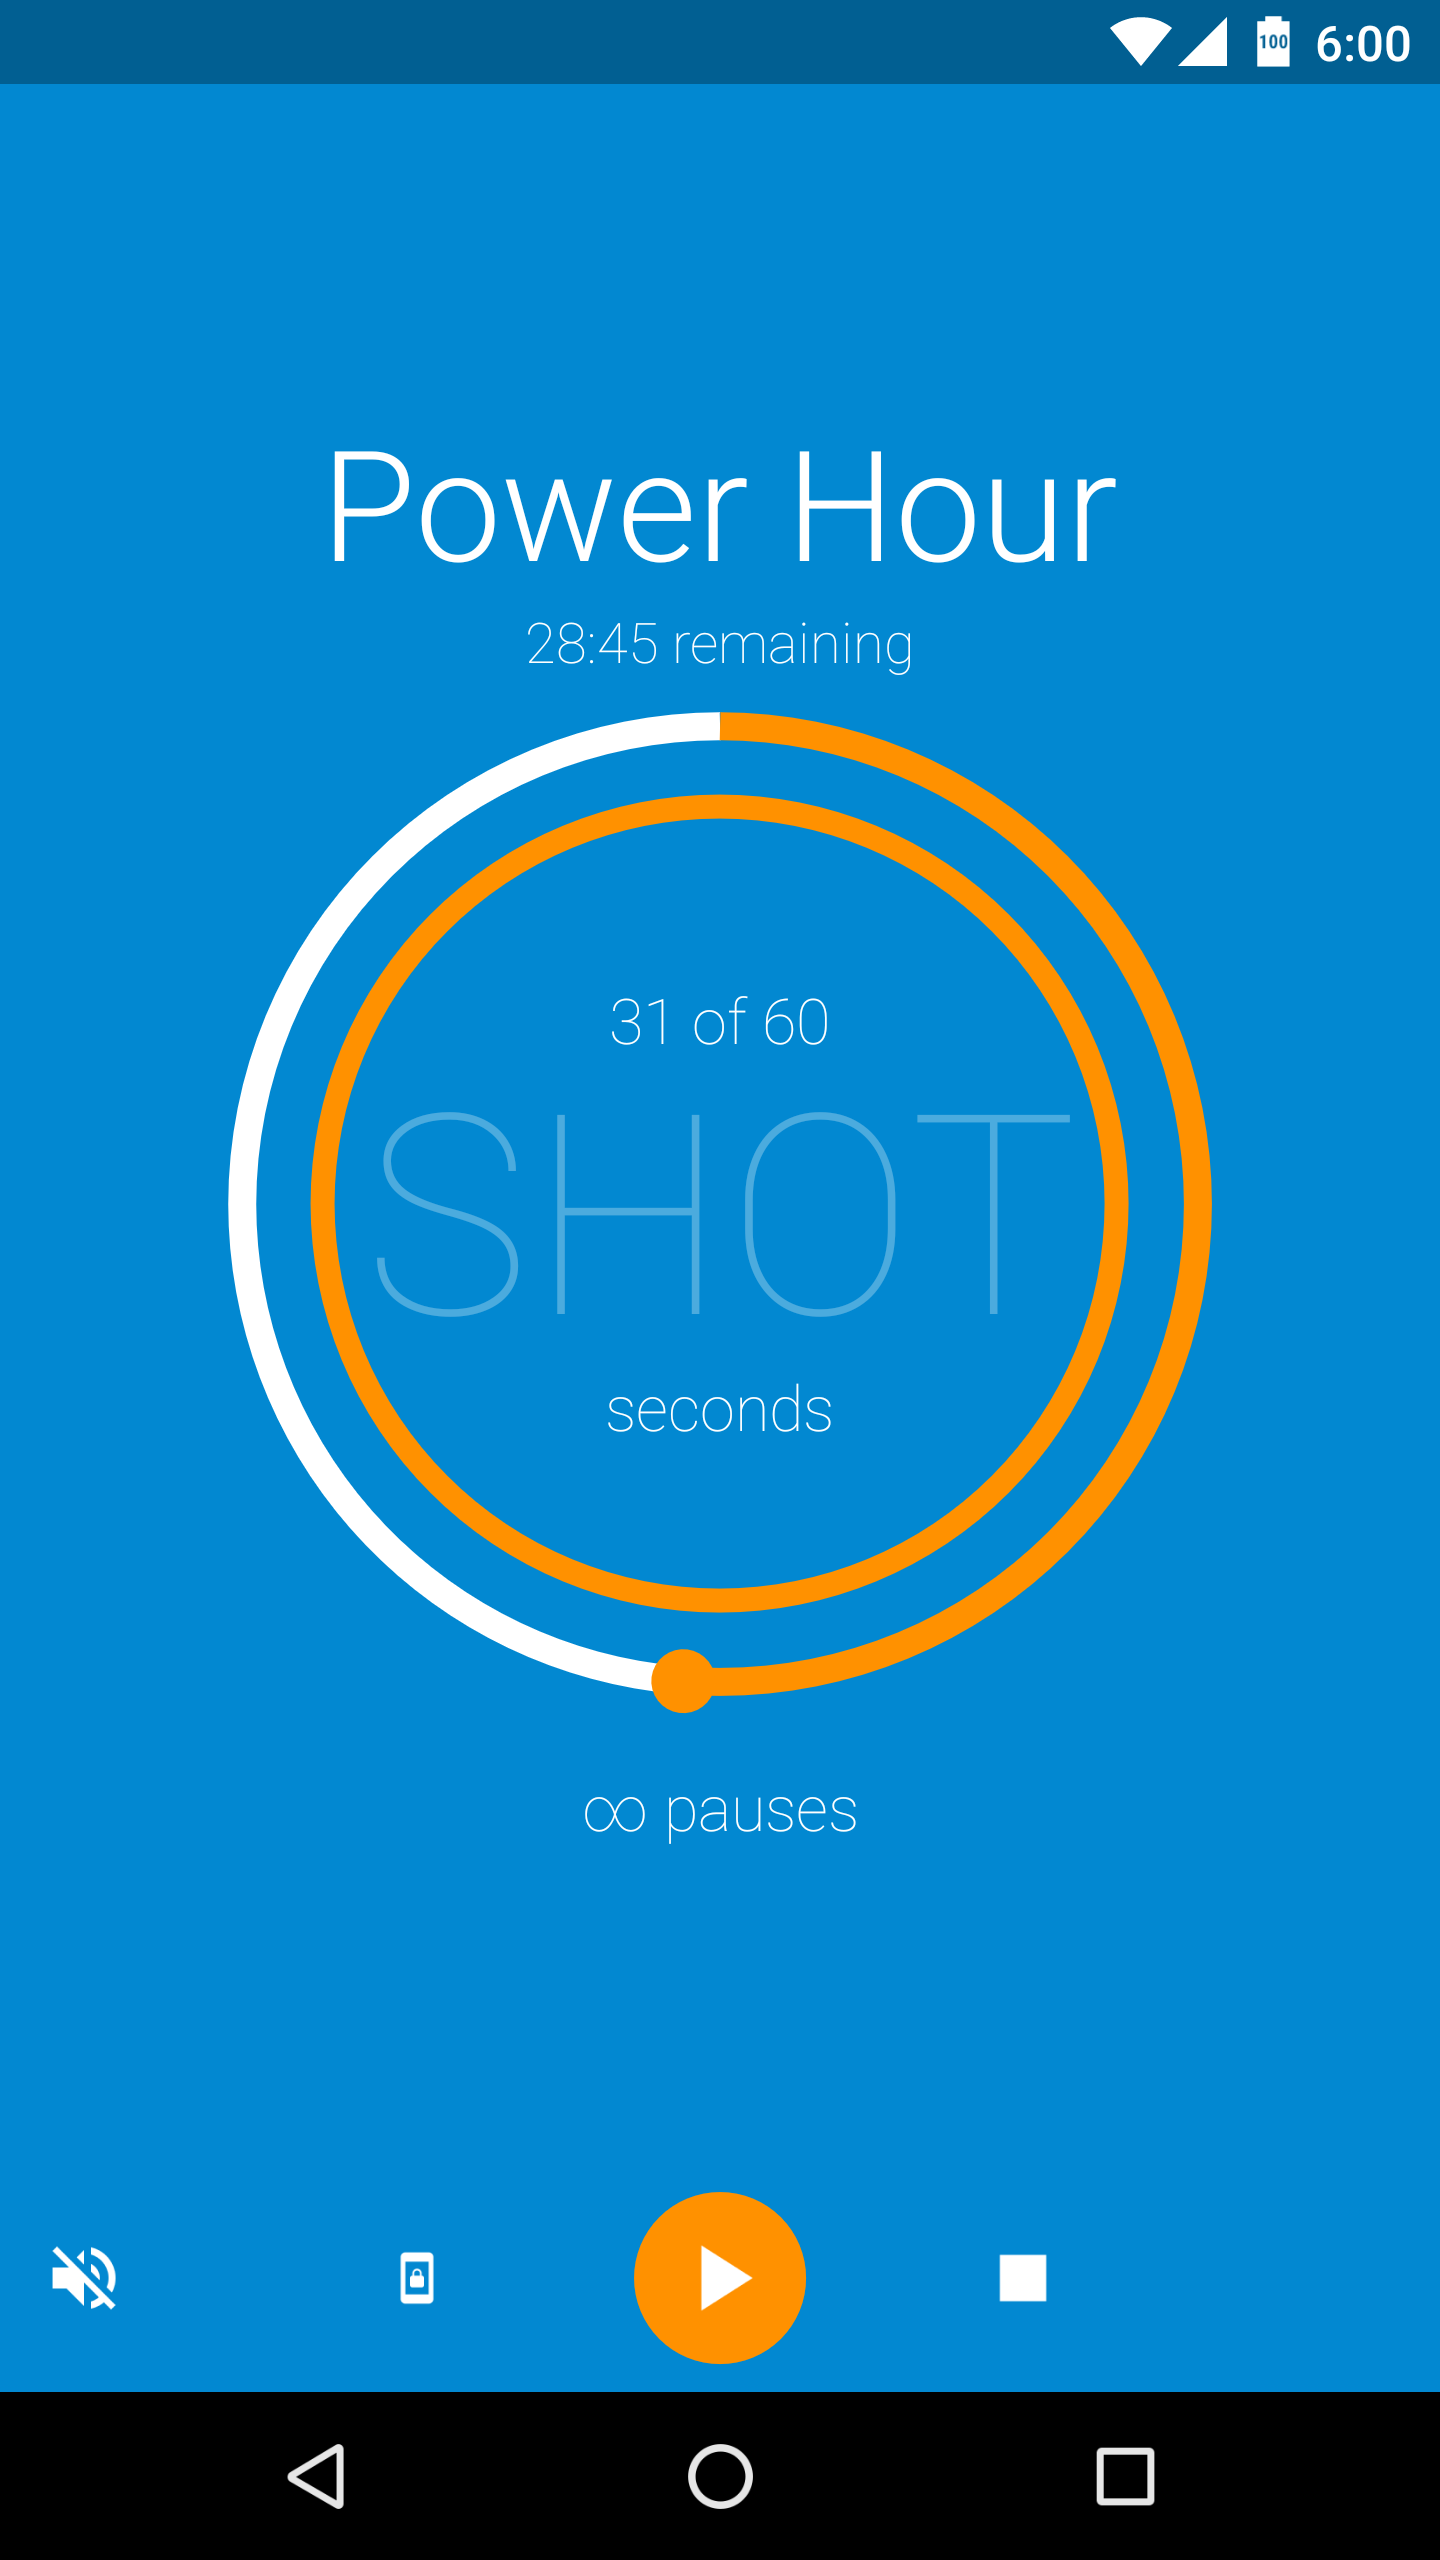 100 6:00
Power Hour
28:45 remaining
31 of 60
SHOT
seconds
∞ pauses